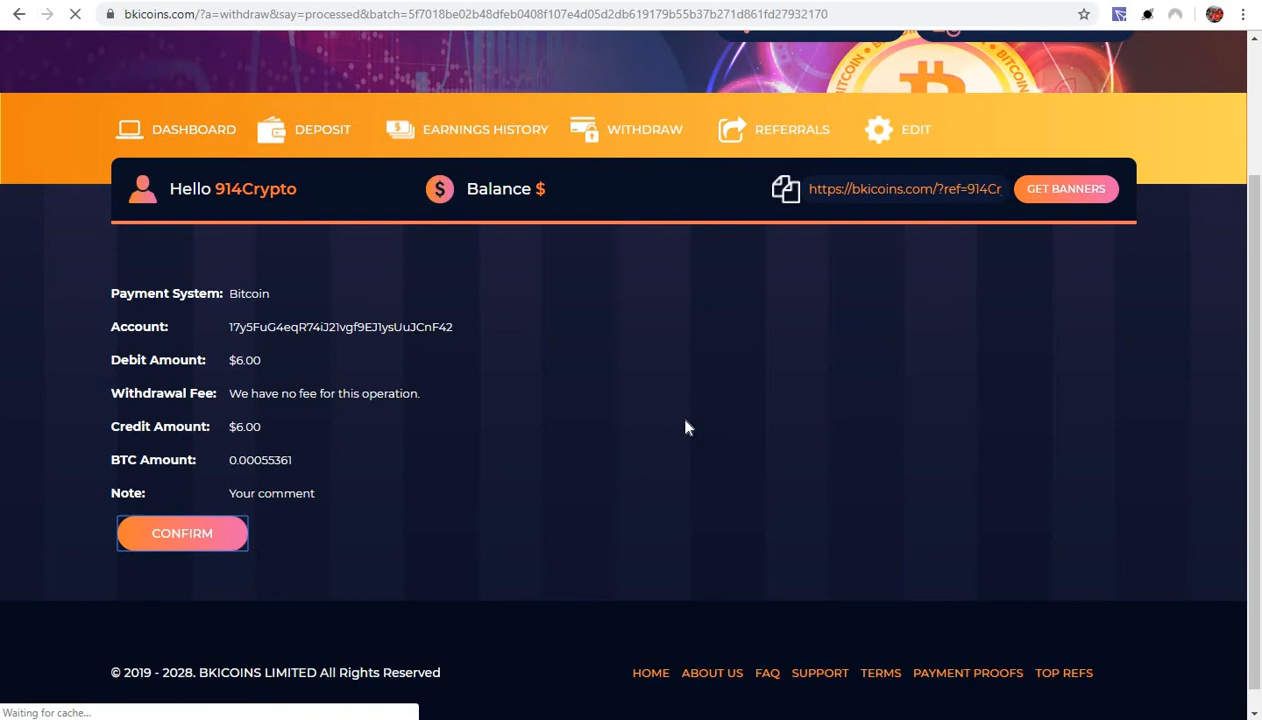 bkicoins.com/?a=withdraw&say=processed&batch=5f7018be02b48dfeb0408f107e4d05d2db619179b55b37b271d861fd27932170
DASHBOARD DEPOSIT EARNINGS HISTORY WITHDRAW REFERRALS EDIT
Hello 914Crypto Balance $ https://bkicoins.com/?ref=914Cr GET BANNERS
Payment System: Bitcoin
Account: 17y5FuG4eqR74iJ21vgf9EJ1ysUuJCnF42
Debit Amount: $6.00
Withdrawal Fee: We have no fee for this operation.
Credit Amount: $6.00
BTC Amount: 0.00055361
Note: Your comment
CONFIRM
© 2019 - 2028. BKICOINS LIMITED All Rights Reserved HOME ABOUT US FAQ SUPPORT TERMS PAYMENT PROOFS TOP REFS
Waiting for cache...